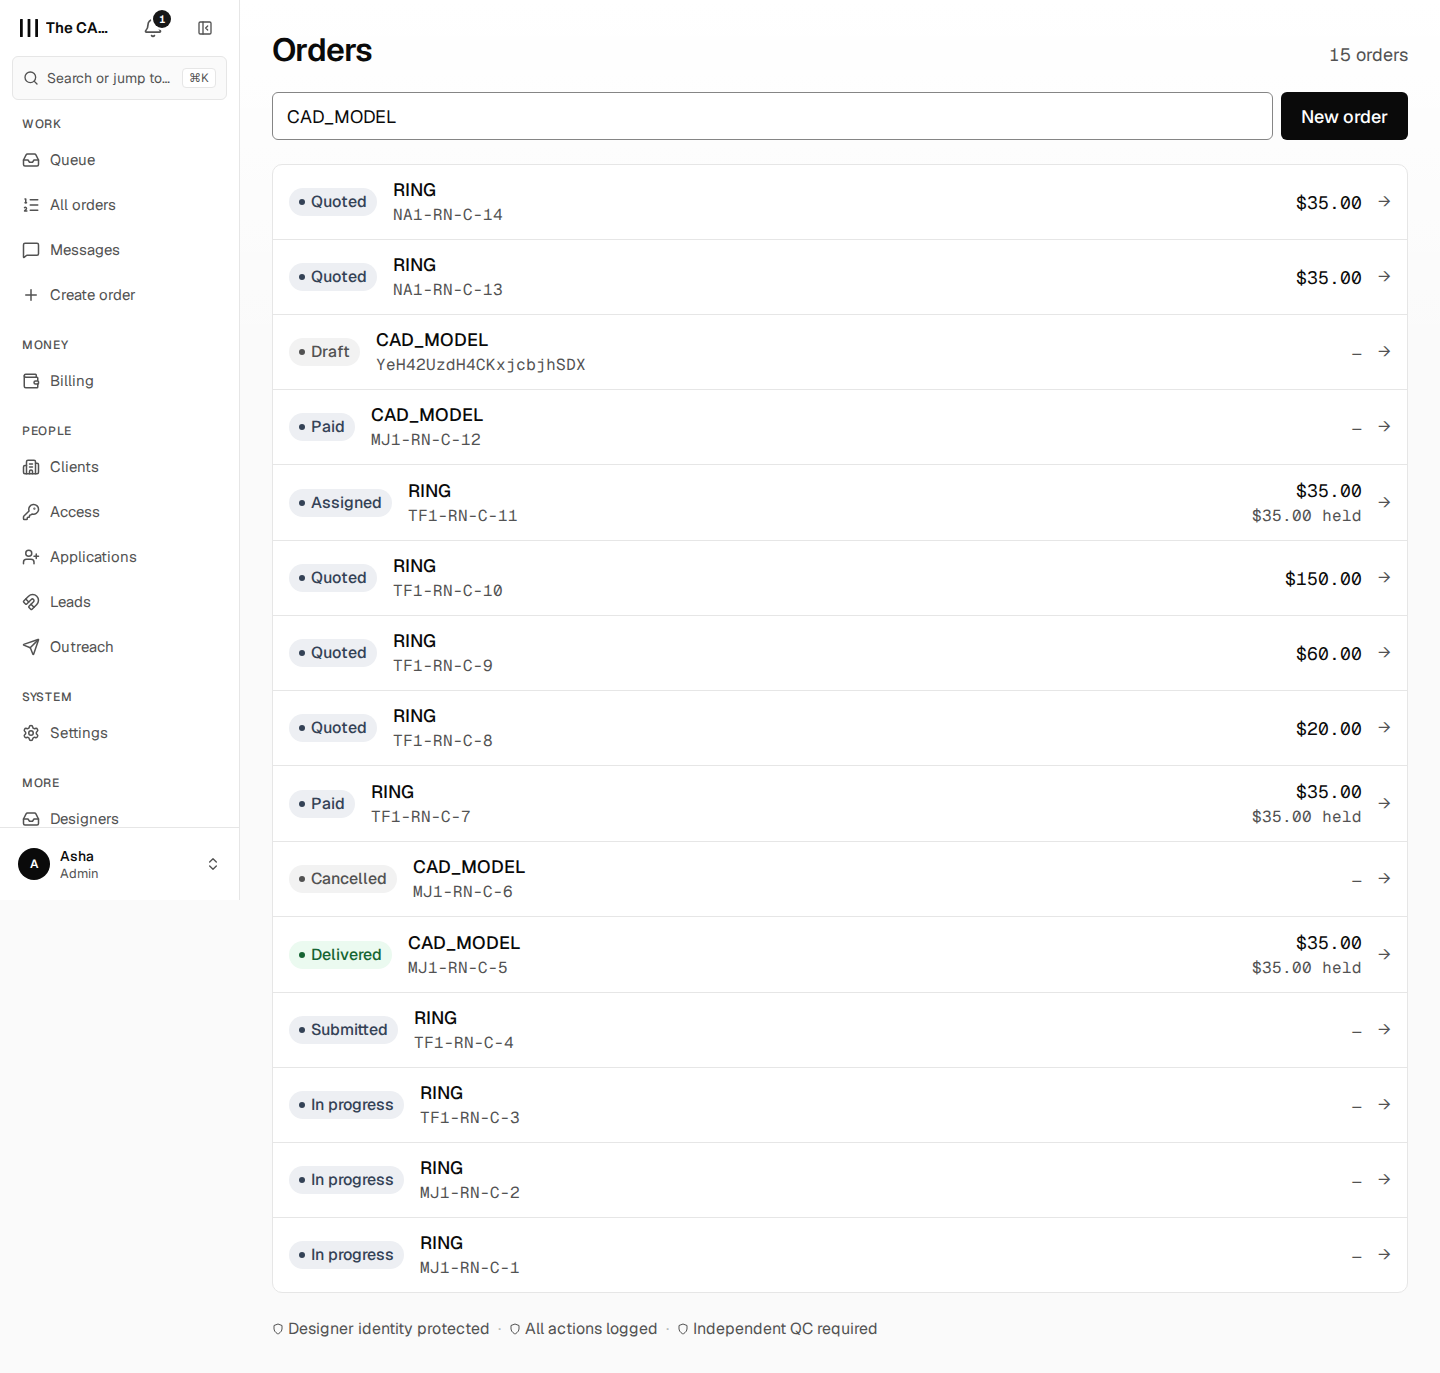 The CA...
1
Search or jump to...
⌘K
WORK
Queue
All orders
Messages
Create order
MONEY
Billing
PEOPLE
Clients
Access
Applications
Leads
Outreach
SYSTEM
Settings
MORE
Designers
A
Asha
Admin
Orders
15 orders
CAD_MODEL
New order
Quoted
RING
NA1-RN-C-14
$35.00
Quoted
RING
NA1-RN-C-13
$35.00
Draft
CAD_MODEL
YeH42UzdH4CKxjcbjhSDX
–
Paid
CAD_MODEL
MJ1-RN-C-12
–
Assigned
RING
TF1-RN-C-11
$35.00
$35.00 held
Quoted
RING
TF1-RN-C-10
$150.00
Quoted
RING
TF1-RN-C-9
$60.00
Quoted
RING
TF1-RN-C-8
$20.00
Paid
RING
TF1-RN-C-7
$35.00
$35.00 held
Cancelled
CAD_MODEL
MJ1-RN-C-6
–
Delivered
CAD_MODEL
MJ1-RN-C-5
$35.00
$35.00 held
Submitted
RING
TF1-RN-C-4
–
In progress
RING
TF1-RN-C-3
–
In progress
RING
MJ1-RN-C-2
–
In progress
RING
MJ1-RN-C-1
–
Designer identity protected · All actions logged · Independent QC required